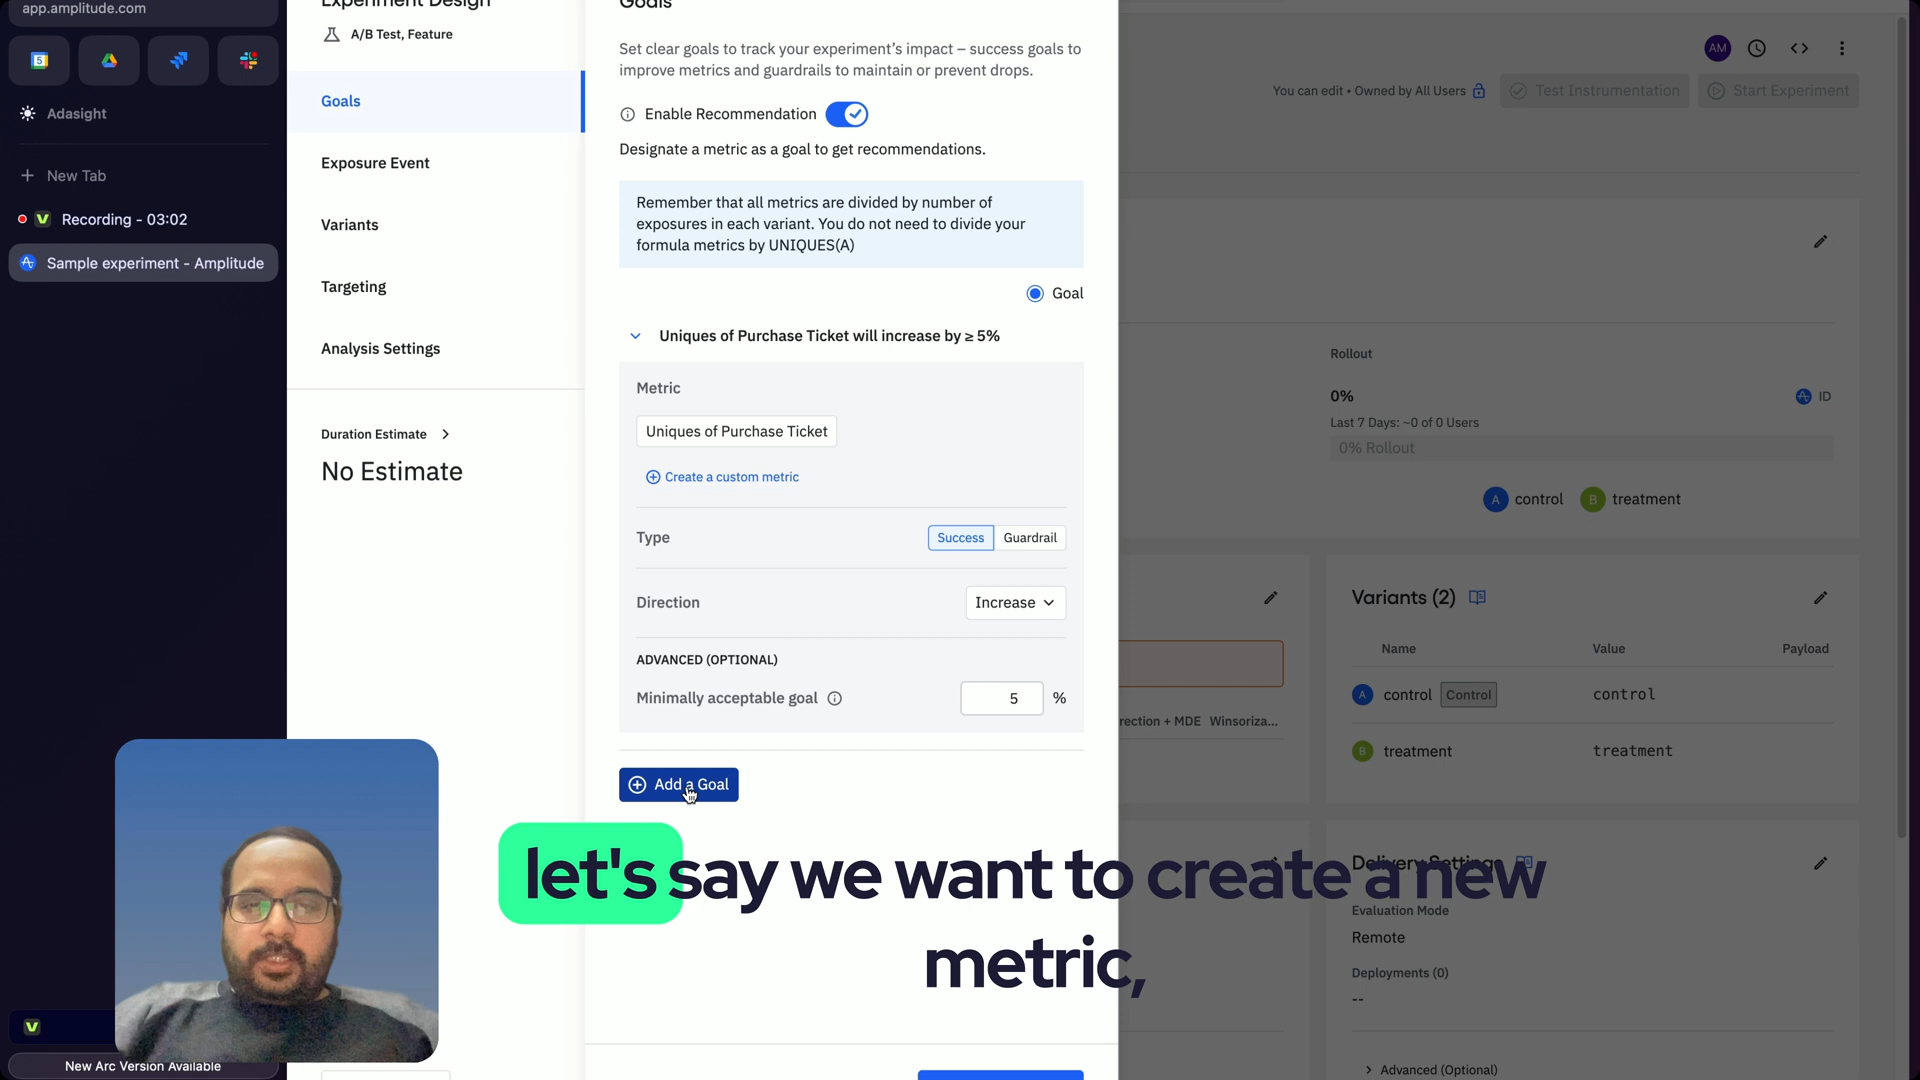 app.amplitude.com
5
Adasight
New Tab
Recording - 03:02
Sample experiment - Amplitude
New Arc Version Available
Experiment Design
A/B Test, Feature
Goals
Exposure Event
Variants
Targeting
Analysis Settings
Duration Estimate
No Estimate
Goals
Set clear goals to track your experiment's impact – success goals to
improve metrics and guardrails to maintain or prevent drops.
Enable Recommendation
Designate a metric as a goal to get recommendations.
Remember that all metrics are divided by number of
exposures in each variant. You do not need to divide your
formula metrics by UNIQUES(A)
Goal
Uniques of Purchase Ticket will increase by ≥ 5%
Metric
Uniques of Purchase Ticket
Create a custom metric
Type
Success Guardrail
Direction
Increase
ADVANCED (OPTIONAL)
Minimally acceptable goal
5 %
Add a Goal
let's say we want to create a new
metric,
AM
You can edit • Owned by All Users
Test Instrumentation
Start Experiment
Rollout
0%
ID
Last 7 Days: ~0 of 0 Users
0% Rollout
A control B treatment
rection + MDE Winsoriza...
Variants (2)
Name Value Payload
A control Control control
B treatment treatment
Delivery Settings
Evaluation Mode
Remote
Deployments (0)
--
Advanced (Optional)